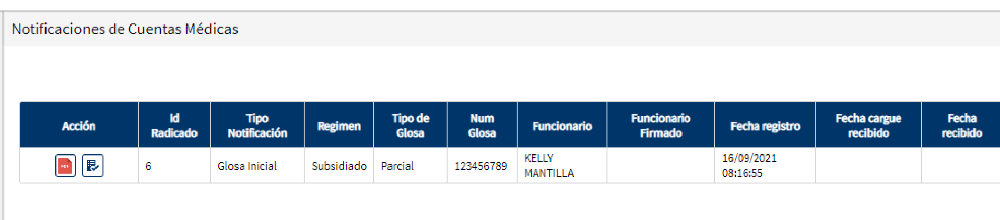 Notificaciones de Cuentas Médicas
Acción
Id
Radicado
Tipo
Notificación
Regimen
Tipo de
Glosa
Num
Glosa
Funcionario
Funcionario
Firmado
Fecha registro
Fecha cargue
recibido
Fecha
recibido
PDF
6
Glosa Inicial
Subsidiado
Parcial
123456789
KELLY
MANTILLA
16/09/2021
08:16:55